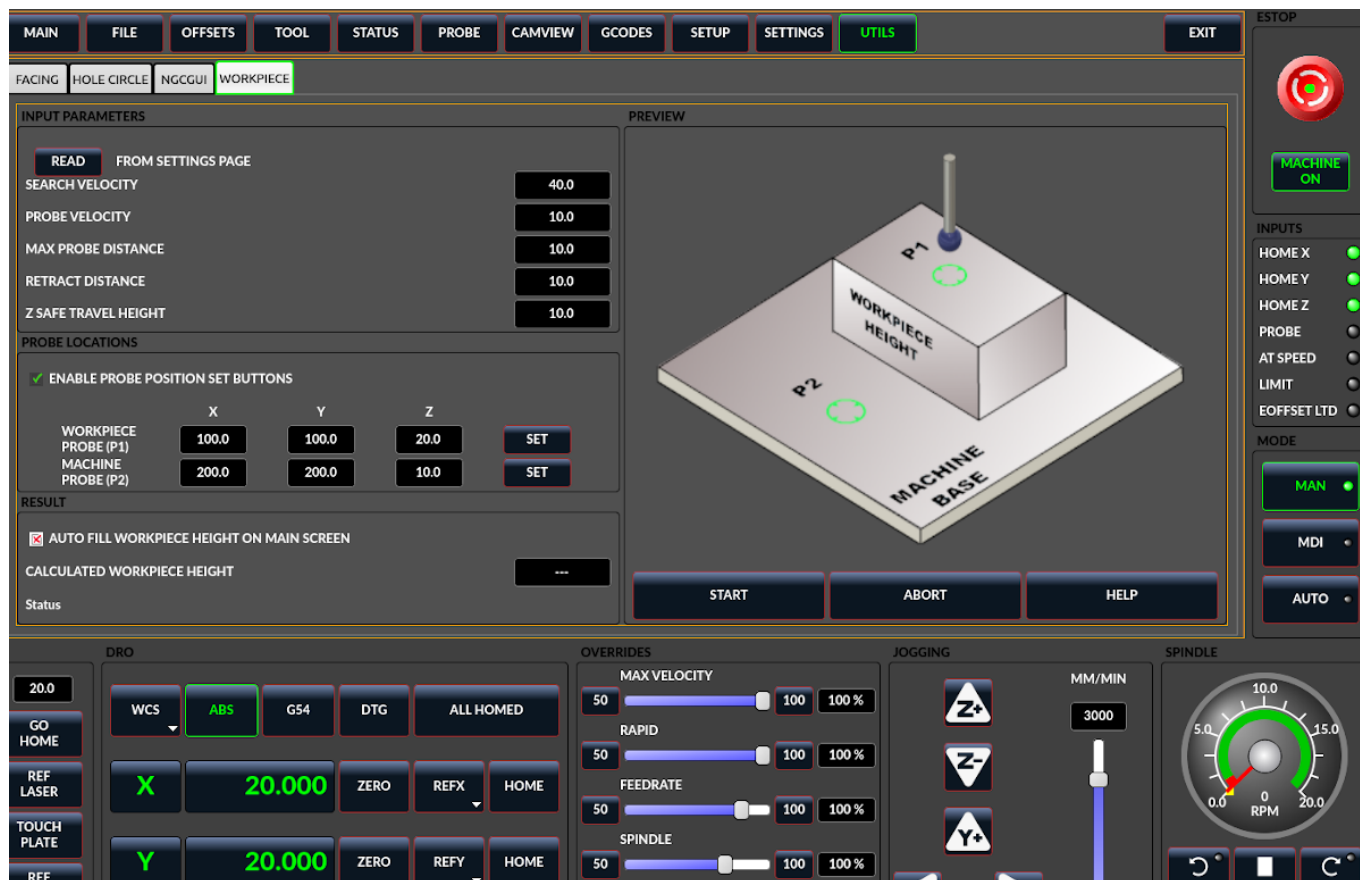 MAIN FILE OFFSETS TOOL STATUS PROBE CAMVIEW GCODES SETUP SETTINGS UTILS EXIT
FACING HOLE CIRCLE NGCGUI WORKPIECE
INPUT PARAMETERS
READ FROM SETTINGS PAGE
SEARCH VELOCITY 40.0
PROBE VELOCITY 10.0
MAX PROBE DISTANCE 10.0
RETRACT DISTANCE 10.0
Z SAFE TRAVEL HEIGHT 10.0
PROBE LOCATIONS
ENABLE PROBE POSITION SET BUTTONS
X Y Z
WORKPIECE
PROBE (P1) 100.0 100.0 20.0 SET
MACHINE
PROBE (P2) 200.0 200.0 10.0 SET
RESULT
AUTO FILL WORKPIECE HEIGHT ON MAIN SCREEN
CALCULATED WORKPIECE HEIGHT ---
Status
PREVIEW
P1
WORKPIECE
HEIGHT
P2
MACHINE
BASE
START ABORT HELP
ESTOP
MACHINE
ON
INPUTS
HOME X
HOME Y
HOME Z
PROBE
AT SPEED
LIMIT
EOFFSET LTD
MODE
MAN
MDI
AUTO
20.0
GO
HOME
REF
LASER
TOUCH
PLATE
REF
DRO
WCS ABS G54 DTG ALL HOMED
X 20.000 ZERO REFX HOME
Y 20.000 ZERO REFY HOME
OVERRIDES
MAX VELOCITY
50 100 100 %
RAPID
50 100 100 %
FEEDRATE
50 100 100 %
SPINDLE
50 100 100 %
JOGGING
MM/MIN
3000
Z+
Z-
Y+
SPINDLE
10.0
5.0 15.0
0.0 0 20.0
RPM